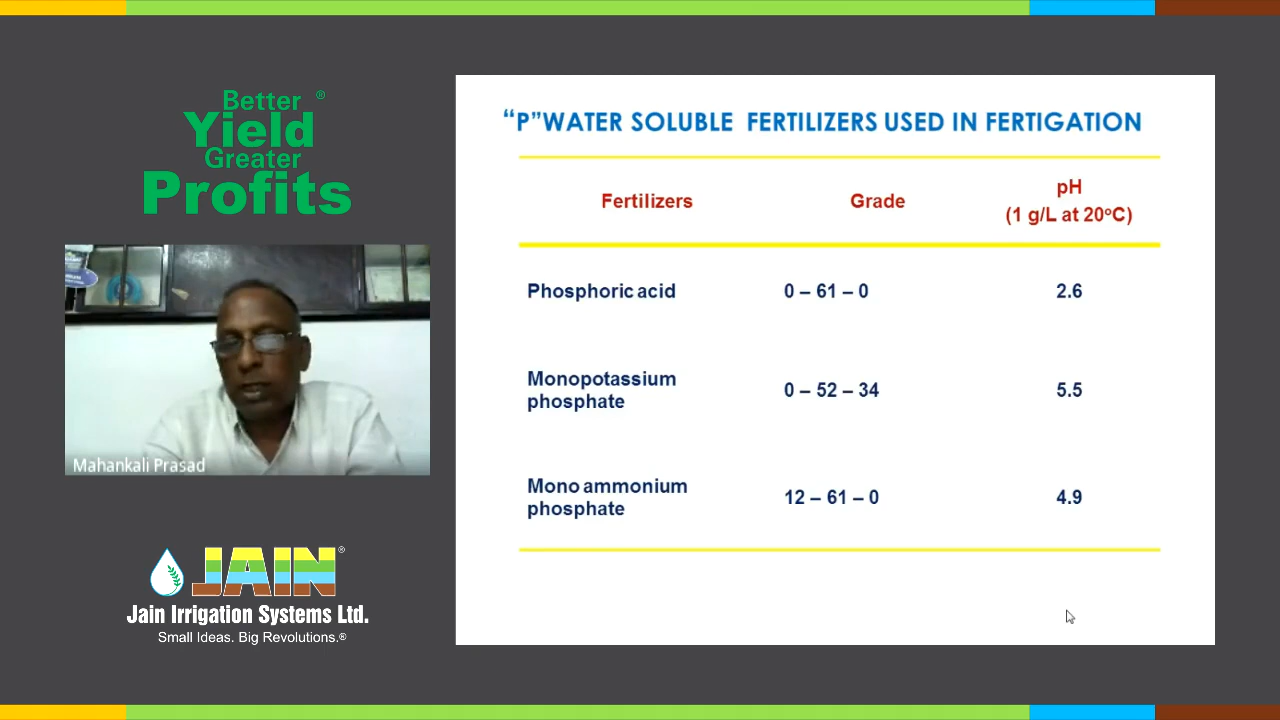 Better ®
Yield
Greater
Profits
Mahankali Prasad
JAIN®
Jain Irrigation Systems Ltd.
Small Ideas. Big Revolutions.®
“P”WATER SOLUBLE FERTILIZERS USED IN FERTIGATION
Fertilizers Grade pH
(1 g/L at 20°C)
Phosphoric acid 0 – 61 – 0 2.6
Monopotassium
phosphate 0 – 52 – 34 5.5
Mono ammonium
phosphate 12 – 61 – 0 4.9